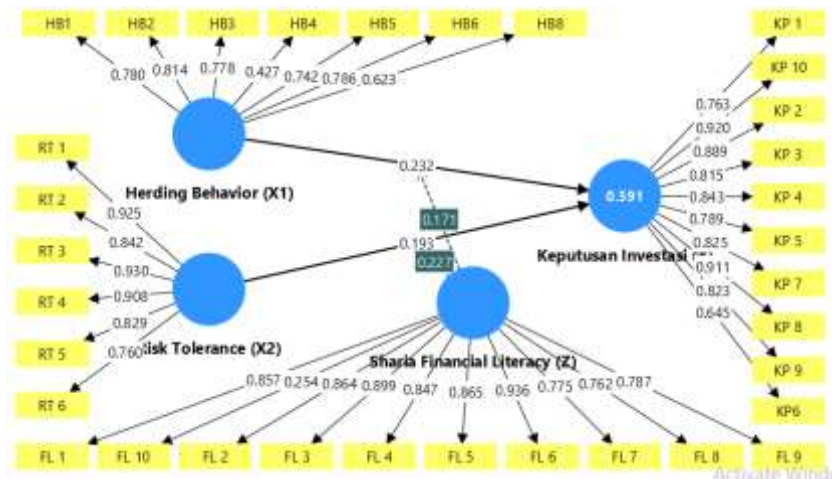 HB1 HB2 HB3 HB4 HB5 HB6 HB8
0.780 0.814 0.778 0.427 0.742 0.786 0.623
KP 1
KP 10
KP 2
KP 3
KP 4
KP 5
KP 7
KP 8
KP 9
KP6
0.763
0.920
0.889
0.815
0.843
0.789
0.825
0.911
0.823
0.645
RT 1
RT 2
RT 3
RT 4
RT 5
RT 6
0.925
0.842
0.930
0.908
0.829
0.760
Herding Behavior (X1)
0.232
0.171
0.193
0.227
0.591
Keputusan Investasi
isk Tolerance (X2)
Sharia Financial Literacy (Z)
0.857 0.254 0.864 0.899 0.847 0.865 0.936 0.775 0.762 0.787
FL 1 FL 10 FL 2 FL 3 FL 4 FL 5 FL 6 FL 7 FL 8 FL 9
Activate Windo